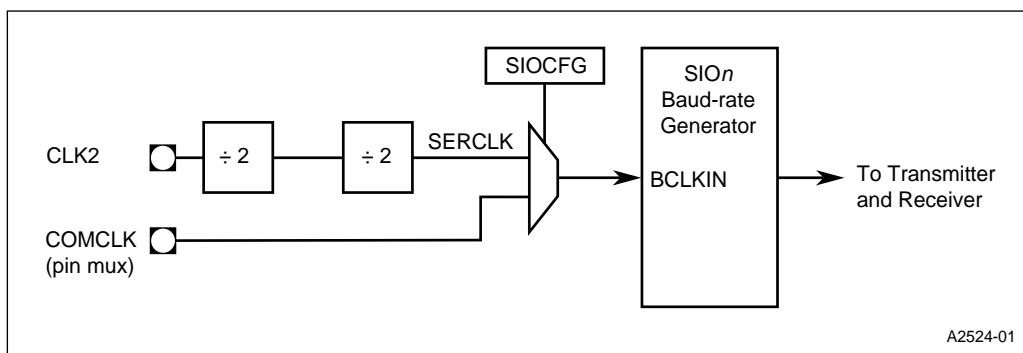 SIOCFG
SIOn
Baud-rate
Generator
CLK2
÷ 2
÷ 2
SERCLK
BCLKIN
To Transmitter
and Receiver
COMCLK
(pin mux)
A2524-01